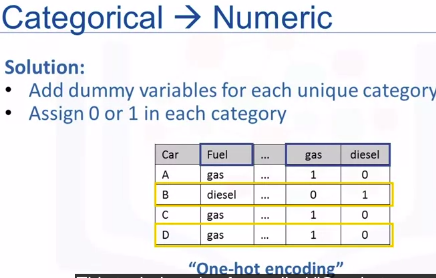 Categorical → Numeric
Solution:
• Add dummy variables for each unique category
• Assign 0 or 1 in each category
Car Fuel ... gas diesel
A gas ... 1 0
B diesel ... 0 1
C gas ... 1 0
D gas ... 1 0
“One-hot encoding”